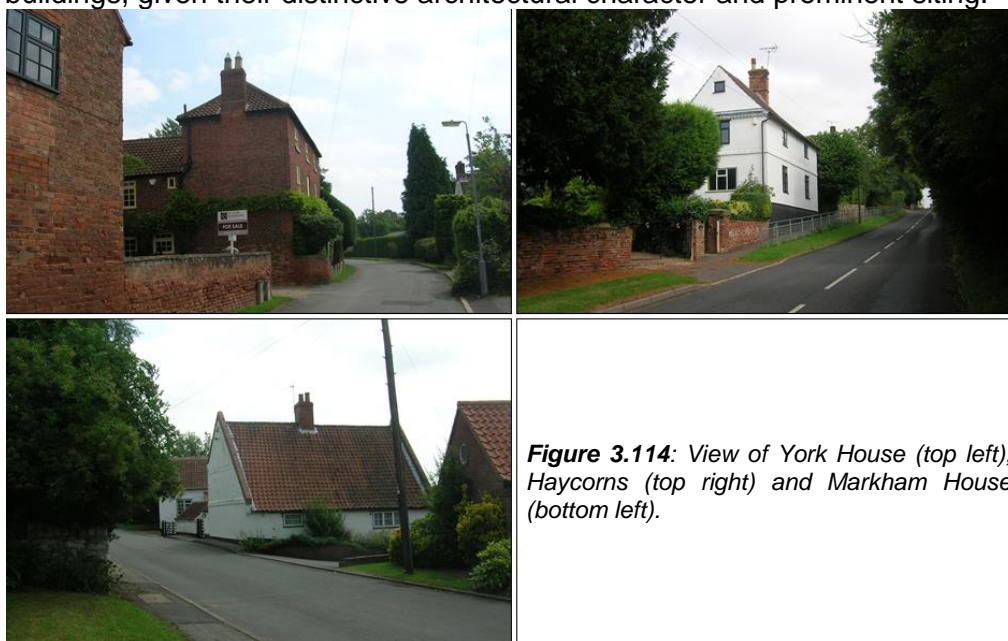 buildings, given their distinctive architectural character and prominent siting.
FOR SALE
Figure 3.114: View of York House (top left),
Haycorns (top right) and Markham House
(bottom left).